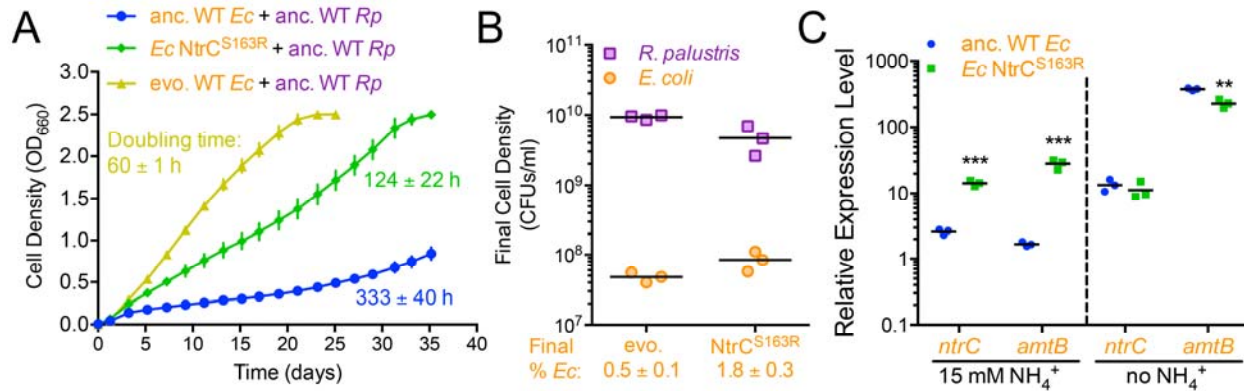 A
anc. WT Ec + anc. WT Rp
Ec NtrC^S163R + anc. WT Rp
evo. WT Ec + anc. WT Rp
Doubling time:
60 ± 1 h
124 ± 22 h
333 ± 40 h
Cell Density (OD660)
3.0
2.5
2.0
1.5
1.0
0.5
0.0
0 5 10 15 20 25 30 35 40
Time (days)
B
R. palustris
E. coli
Final Cell Density
(CFUs/ml)
10^11
10^10
10^9
10^8
10^7
Final evo. NtrC^S163R
% Ec: 0.5 ± 0.1 1.8 ± 0.3
C
anc. WT Ec
Ec NtrC^S163R
Relative Expression Level
1000
100
10
1
0.1
***
***
**
ntrC amtB ntrC amtB
15 mM NH4+ no NH4+